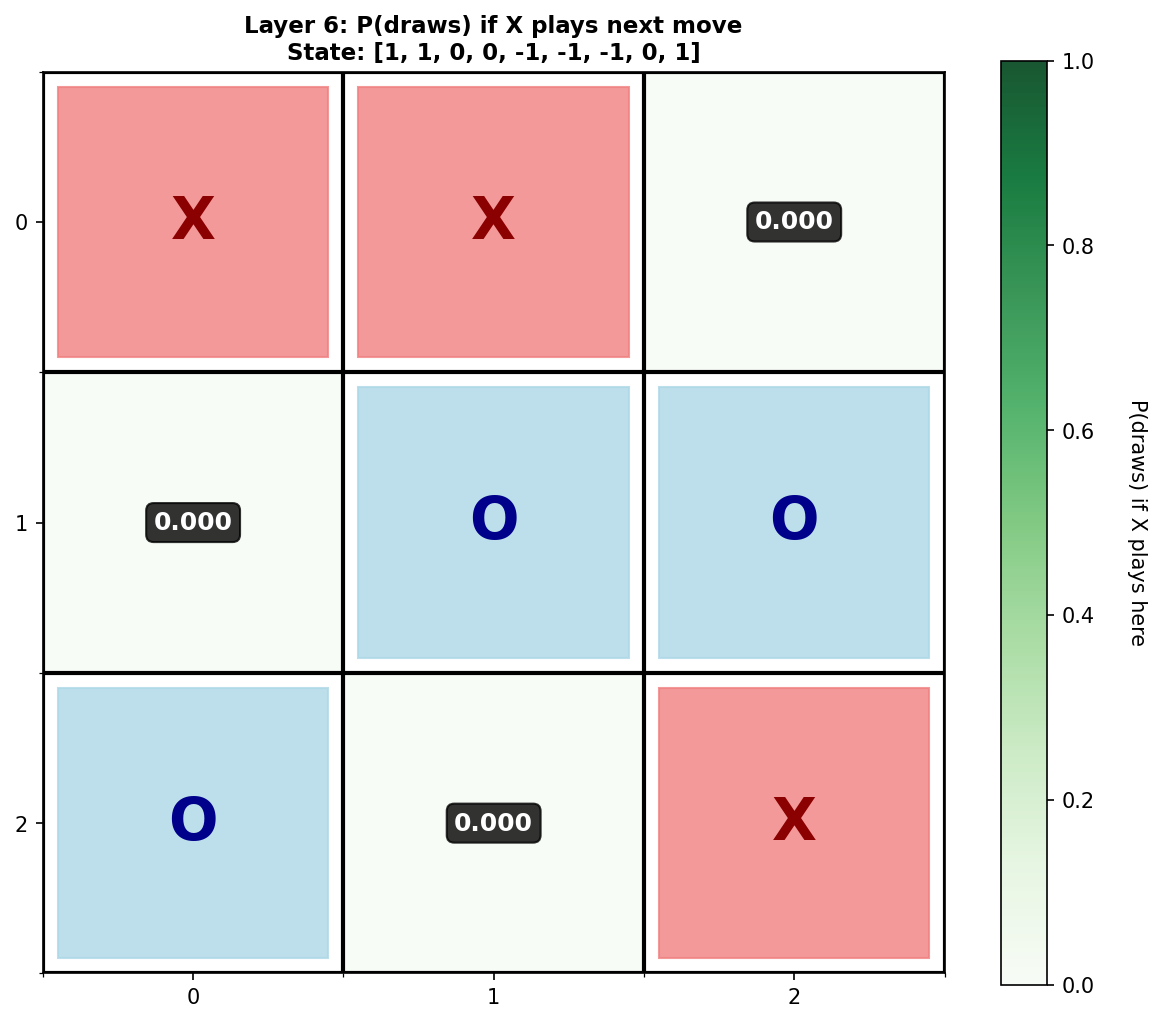 Layer 6: P(draws) if X plays next move
State: [1, 1, 0, 0, -1, -1, -1, 0, 1]
0
X
X
0.000
1
0.000
O
O
2
O
0.000
X
0
1
2
1.0
0.8
0.6
0.4
0.2
0.0
P(draws) if X plays here